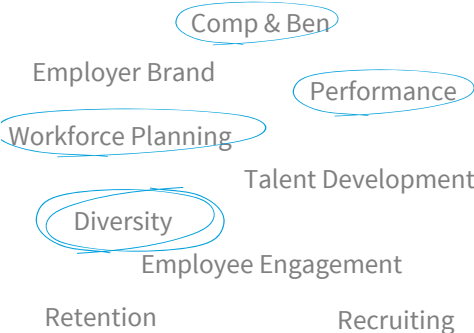 Comp & Ben
Employer Brand
Performance
Workforce Planning
Talent Development
Diversity
Employee Engagement
Retention
Recruiting